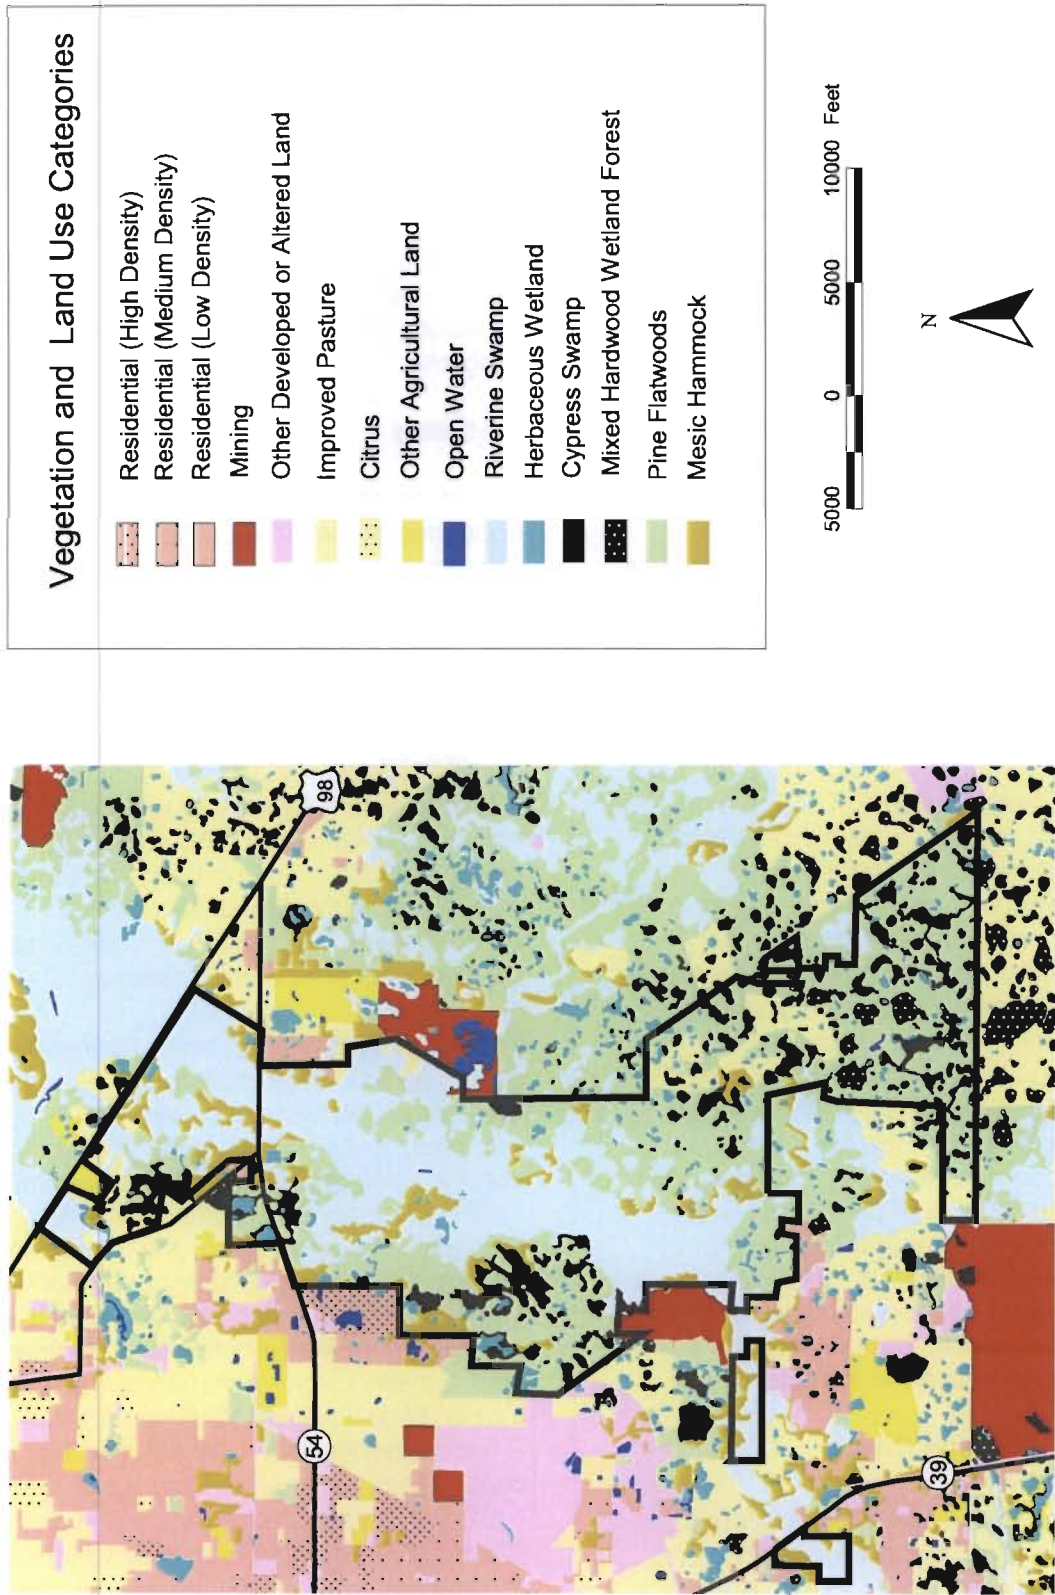 Vegetation and Land Use Categories
Residential (High Density)
Residential (Medium Density)
Residential (Low Density)
Mining
Other Developed or Altered Land
Improved Pasture
Citrus
Other Agricultural Land
Open Water
Riverine Swamp
Herbaceous Wetland
Cypress Swamp
Mixed Hardwood Wetland Forest
Pine Flatwoods
Mesic Hammock
5000 0 5000 10000 Feet
N
98
54
39